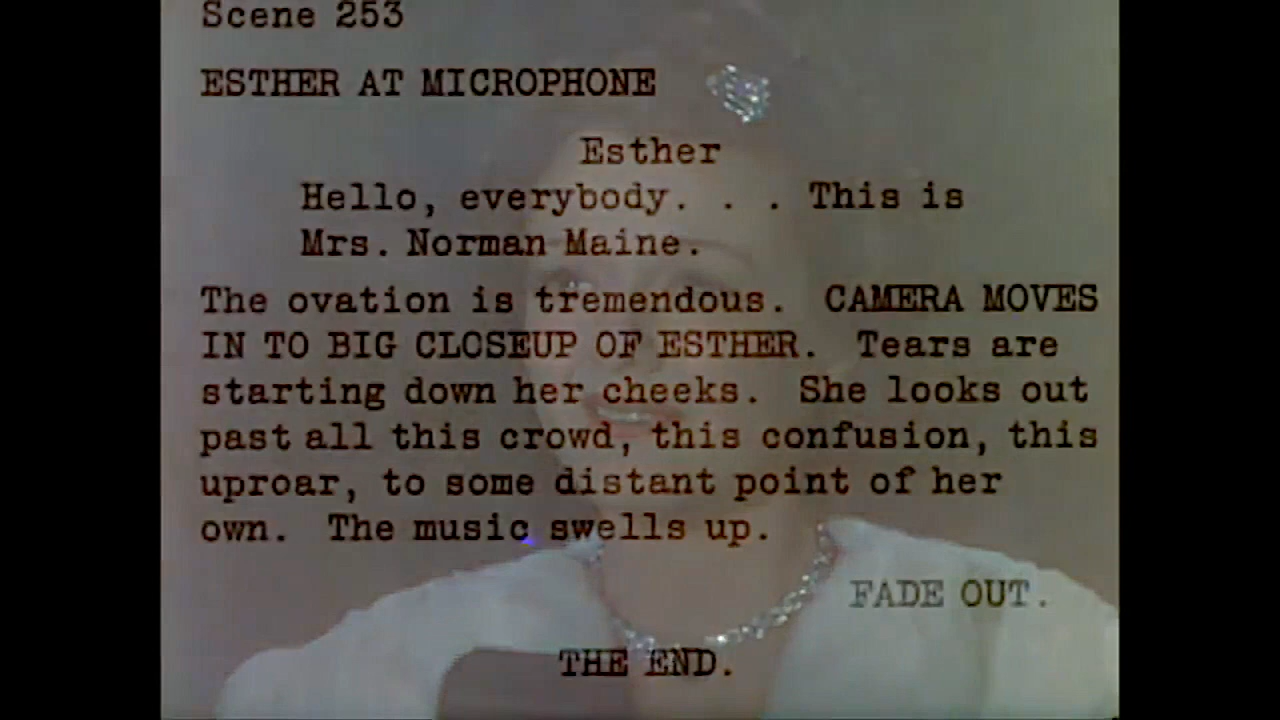 Scene 253
ESTHER AT MICROPHONE
Esther
Hello, everybody. . . This is
Mrs. Norman Maine.
The ovation is tremendous. CAMERA MOVES
IN TO BIG CLOSEUP OF ESTHER. Tears are
starting down her cheeks. She looks out
past all this crowd, this confusion, this
uproar, to some distant point of her
own. The music swells up.
FADE OUT.
THE END.